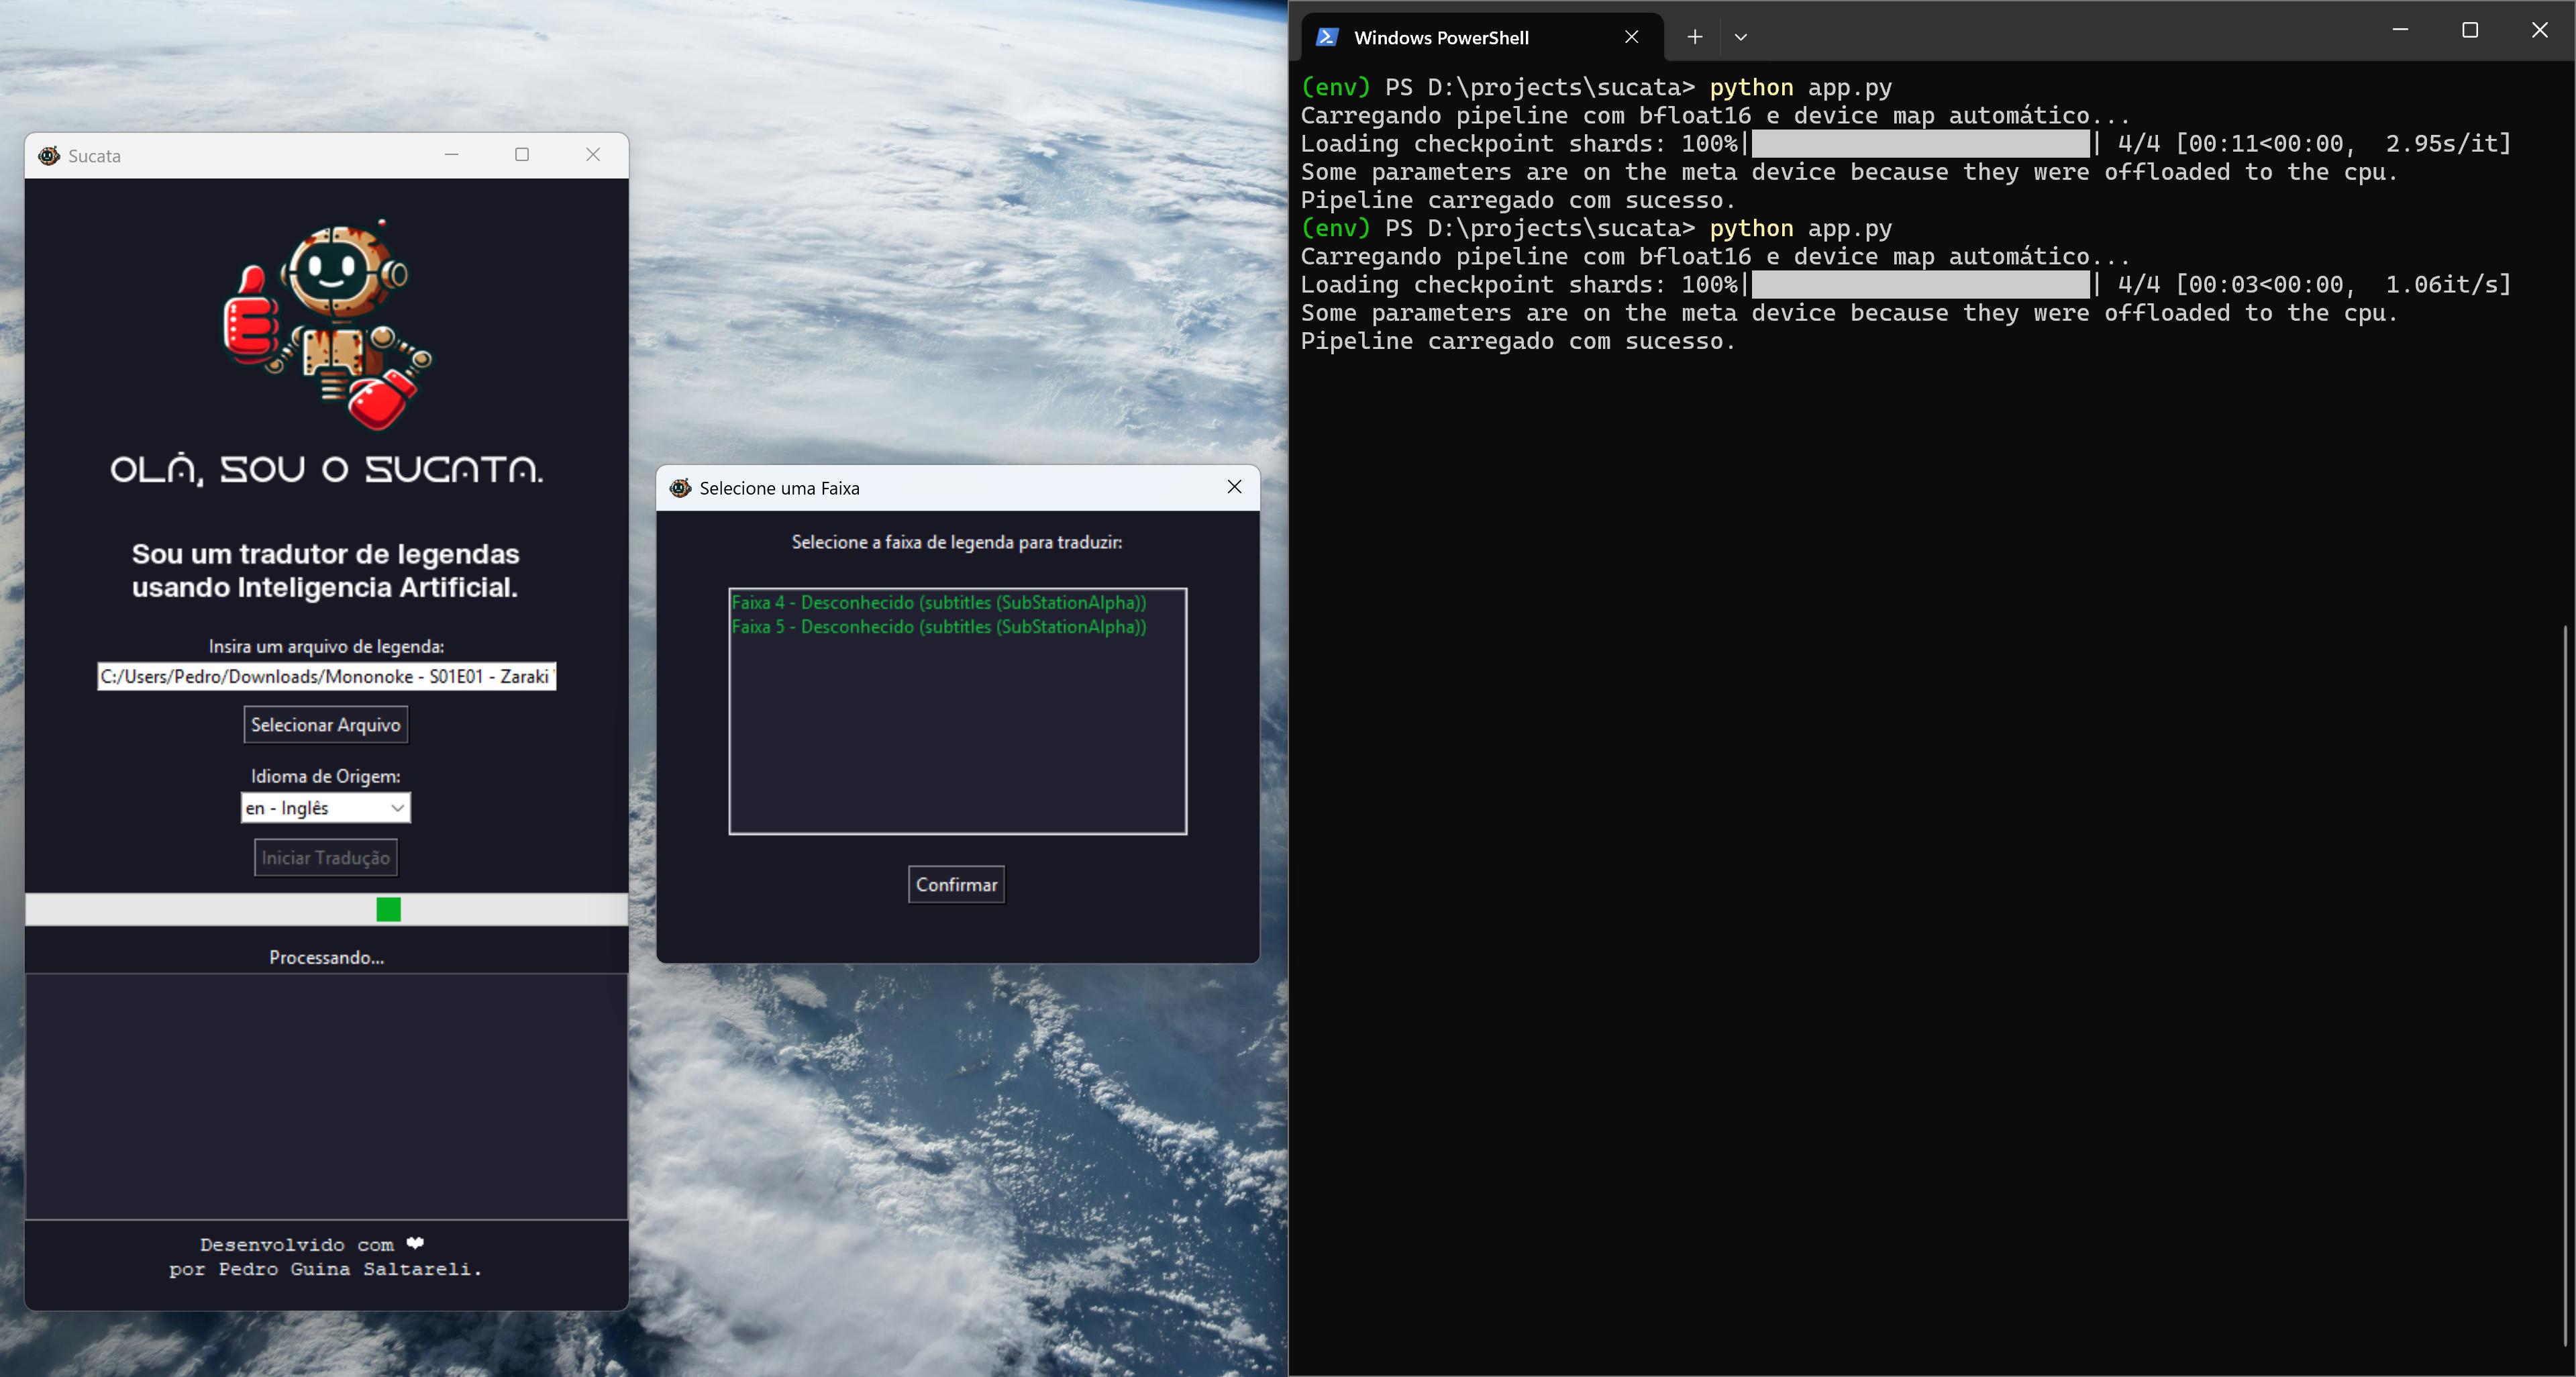 Sucata
OLÁ, SOU O SUCATA.
Sou um tradutor de legendas
usando Inteligencia Artificial.
Insira um arquivo de legenda:
C:/Users/Pedro/Downloads/Mononoke - S01E01 - Zaraki
Selecionar Arquivo
Idioma de Origem:
en - Inglês
Iniciar Tradução
Processando...
Desenvolvido com ❤
por Pedro Guina Saltareli.
Selecione uma Faixa
Selecione a faixa de legenda para traduzir:
Faixa 4 - Desconhecido (subtitles (SubStationAlpha))
Faixa 5 - Desconhecido (subtitles (SubStationAlpha))
Confirmar
Windows PowerShell
(env) PS D:\projects\sucata> python app.py
Carregando pipeline com bfloat16 e device map automático...
Loading checkpoint shards: 100%|████████████████████████| 4/4 [00:11<00:00,  2.95s/it]
Some parameters are on the meta device because they were offloaded to the cpu.
Pipeline carregado com sucesso.
(env) PS D:\projects\sucata> python app.py
Carregando pipeline com bfloat16 e device map automático...
Loading checkpoint shards: 100%|████████████████████████| 4/4 [00:03<00:00,  1.06it/s]
Some parameters are on the meta device because they were offloaded to the cpu.
Pipeline carregado com sucesso.